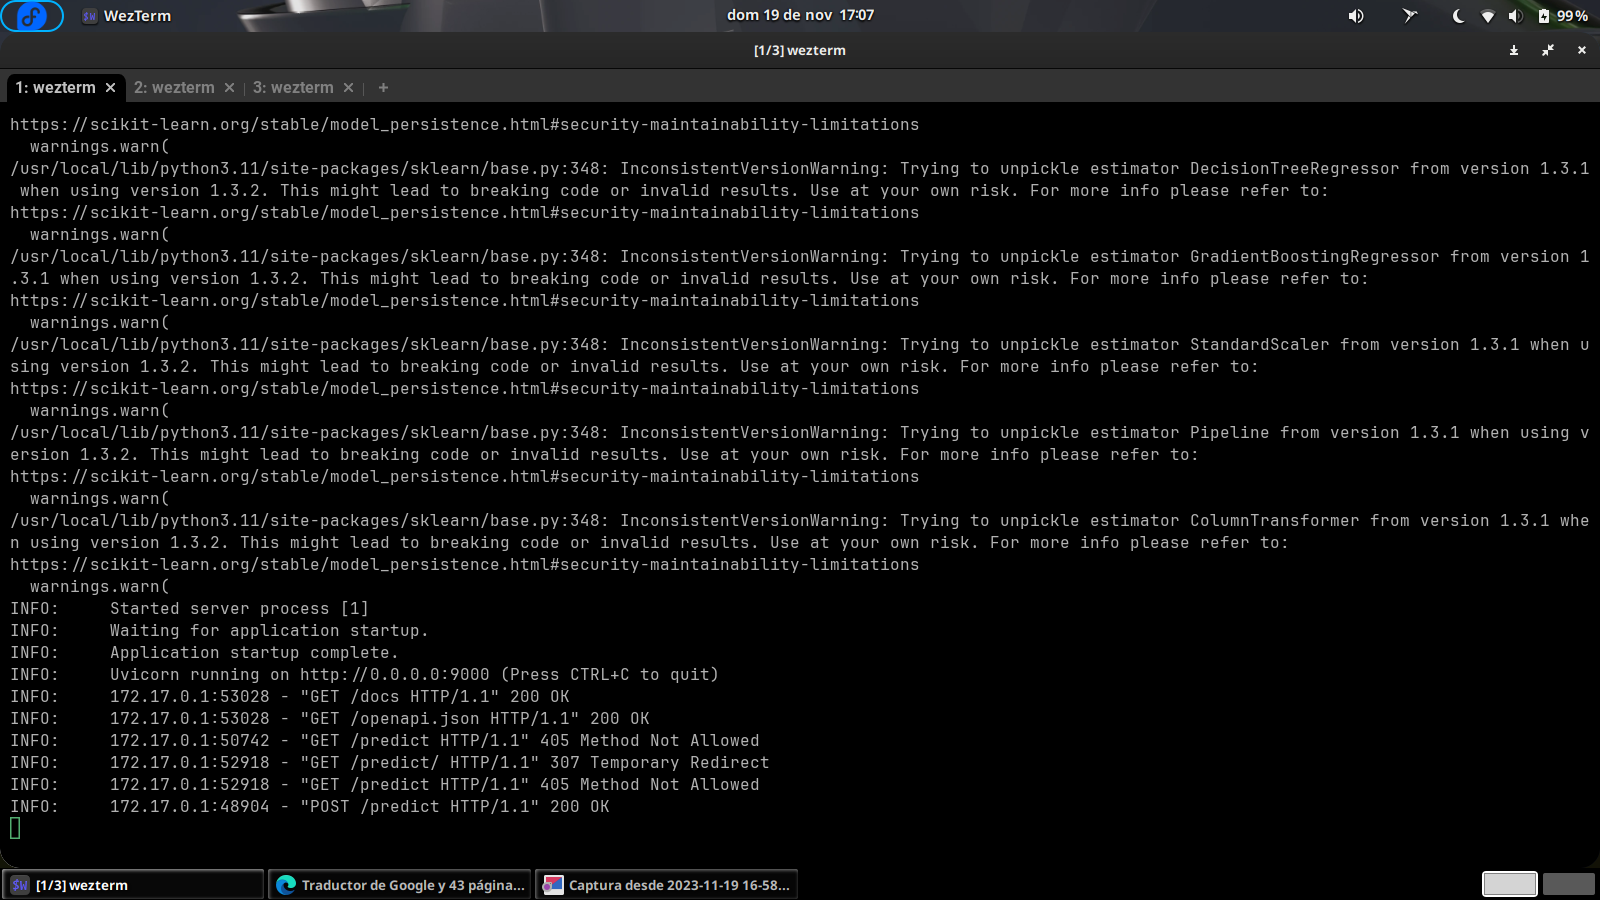 WezTerm
dom 19 de nov 17:07
99%
[1/3] wezterm
1: wezterm
2: wezterm
3: wezterm
https://scikit-learn.org/stable/model_persistence.html#security-maintainability-limitations
warnings.warn(
/usr/local/lib/python3.11/site-packages/sklearn/base.py:348: InconsistentVersionWarning: Trying to unpickle estimator DecisionTreeRegressor from version 1.3.1
when using version 1.3.2. This might lead to breaking code or invalid results. Use at your own risk. For more info please refer to:
https://scikit-learn.org/stable/model_persistence.html#security-maintainability-limitations
warnings.warn(
/usr/local/lib/python3.11/site-packages/sklearn/base.py:348: InconsistentVersionWarning: Trying to unpickle estimator GradientBoostingRegressor from version 1
.3.1 when using version 1.3.2. This might lead to breaking code or invalid results. Use at your own risk. For more info please refer to:
https://scikit-learn.org/stable/model_persistence.html#security-maintainability-limitations
warnings.warn(
/usr/local/lib/python3.11/site-packages/sklearn/base.py:348: InconsistentVersionWarning: Trying to unpickle estimator StandardScaler from version 1.3.1 when u
sing version 1.3.2. This might lead to breaking code or invalid results. Use at your own risk. For more info please refer to:
https://scikit-learn.org/stable/model_persistence.html#security-maintainability-limitations
warnings.warn(
/usr/local/lib/python3.11/site-packages/sklearn/base.py:348: InconsistentVersionWarning: Trying to unpickle estimator Pipeline from version 1.3.1 when using v
ersion 1.3.2. This might lead to breaking code or invalid results. Use at your own risk. For more info please refer to:
https://scikit-learn.org/stable/model_persistence.html#security-maintainability-limitations
warnings.warn(
/usr/local/lib/python3.11/site-packages/sklearn/base.py:348: InconsistentVersionWarning: Trying to unpickle estimator ColumnTransformer from version 1.3.1 whe
n using version 1.3.2. This might lead to breaking code or invalid results. Use at your own risk. For more info please refer to:
https://scikit-learn.org/stable/model_persistence.html#security-maintainability-limitations
warnings.warn(
INFO:     Started server process [1]
INFO:     Waiting for application startup.
INFO:     Application startup complete.
INFO:     Uvicorn running on http://0.0.0.0:9000 (Press CTRL+C to quit)
INFO:     172.17.0.1:53028 - "GET /docs HTTP/1.1" 200 OK
INFO:     172.17.0.1:53028 - "GET /openapi.json HTTP/1.1" 200 OK
INFO:     172.17.0.1:50742 - "GET /predict HTTP/1.1" 405 Method Not Allowed
INFO:     172.17.0.1:52918 - "GET /predict/ HTTP/1.1" 307 Temporary Redirect
INFO:     172.17.0.1:52918 - "GET /predict HTTP/1.1" 405 Method Not Allowed
INFO:     172.17.0.1:48904 - "POST /predict HTTP/1.1" 200 OK
[1/3] wezterm
Traductor de Google y 43 página...
Captura desde 2023-11-19 16-58...